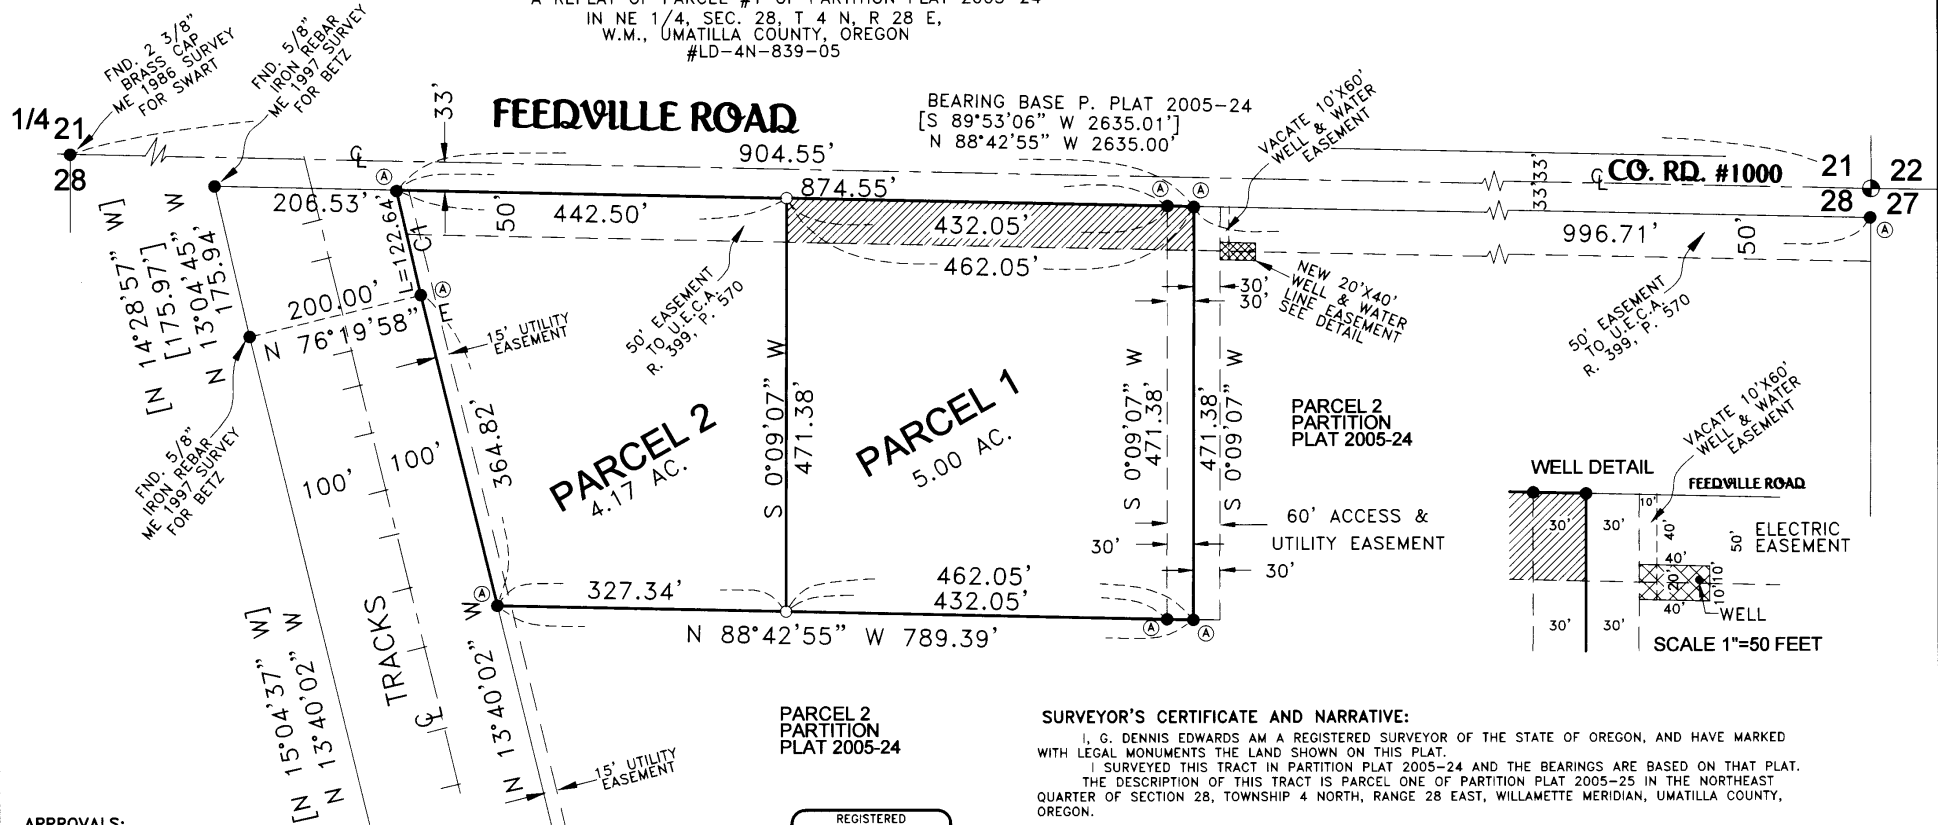 A REPLAT OF PARCEL #1 OF PARTITION PLAT 2005-24
IN NE 1/4, SEC. 28, T 4 N, R 28 E,
W.M., UMATILLA COUNTY, OREGON
#LD-4N-839-05
FND. 2 3/8"
BRASS CAP
ME 1986 SURVEY
FOR SWART
FND. 5/8"
IRON REBAR
ME 1997 SURVEY
FOR BETZ
1/4 21
28
33'
FEEDVILLE ROAD
BEARING BASE P. PLAT 2005-24
[S 89°53'06" W 2635.01']
N 88°42'55" W 2635.00'
VACATE 10'X60'
WELL & WATER
EASEMENT
904.55'
874.55'
33'33'
CO. RD. #1000
21 22
28 27
206.53'
442.50'
50'
432.05'
462.05'
996.71'
50'
L=122.64'
C1
[N 14°28'57" W]
[175.97']
N 13°04'45" W
175.94'
200.00'
N 76°19'58" E
15' UTILITY
EASEMENT
50' EASEMENT
TO U.E.C.A.
R. 399, P. 570
30'
30'
NEW 20'X40'
WELL & WATER
LINE EASEMENT
SEE DETAIL
50' EASEMENT
TO U.E.C.A.
R. 399, P. 570
FND. 5/8"
IRON REBAR
ME 1997 SURVEY
FOR BETZ
100'
100'
364.82'
PARCEL 2
4.17 AC.
S 0°09'07" W
471.38'
PARCEL 1
5.00 AC.
S 0°09'07" W
471.38'
471.38'
S 0°09'07" W
PARCEL 2
PARTITION
PLAT 2005-24
60' ACCESS &
UTILITY EASEMENT
30'
30'
VACATE 10'X60'
WELL & WATER
EASEMENT
WELL DETAIL
FEEDVILLE ROAD
10'
30'
30'
40'
50'
ELECTRIC
EASEMENT
40'
20'
10'
10'
40'
WELL
30'
30'
SCALE 1"=50 FEET
327.34'
462.05'
432.05'
N 88°42'55" W 789.39'
TRACKS
[N 15°04'37" W]
N 13°40'02" W
N 13°40'02" W
15' UTILITY
EASEMENT
PARCEL 2
PARTITION
PLAT 2005-24
SURVEYOR'S CERTIFICATE AND NARRATIVE:
I, G. DENNIS EDWARDS AM A REGISTERED SURVEYOR OF THE STATE OF OREGON, AND HAVE MARKED
WITH LEGAL MONUMENTS THE LAND SHOWN ON THIS PLAT.
I SURVEYED THIS TRACT IN PARTITION PLAT 2005-24 AND THE BEARINGS ARE BASED ON THAT PLAT.
THE DESCRIPTION OF THIS TRACT IS PARCEL ONE OF PARTITION PLAT 2005-25 IN THE NORTHEAST
QUARTER OF SECTION 28, TOWNSHIP 4 NORTH, RANGE 28 EAST, WILLAMETTE MERIDIAN, UMATILLA COUNTY,
OREGON.
APPROVALS:
REGISTERED